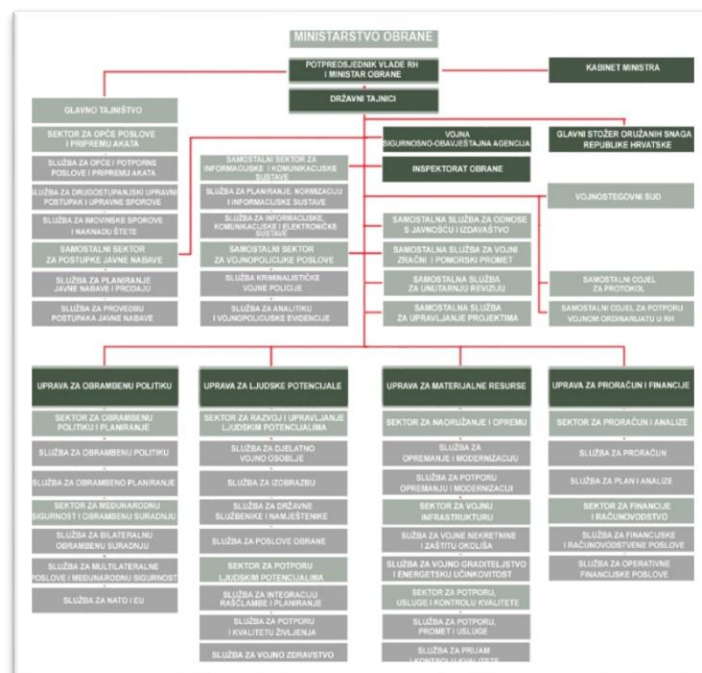 MINISTARSTVO OBRANE
POTPREDSJEDNIK VLADE RH
I MINISTAR OBRANE
KABINET MINISTRA
DRŽAVNI TAJNICI
GLAVNO TAJNIŠTVO
SEKTOR ZA OPĆE POSLOVE
I PRIPREMU AKATA
SLUŽBA ZA OPĆE I POTPORNE
POSLOVE I PRIPREMU AKATA
SLUŽBA ZA DRUGOSTUPANJSKI UPRAVNI
POSTUPAK I UPRAVNE SPOROVE
SLUŽBA ZA IMOVINSKE SPOROVE
I NAKNADU ŠTETE
SAMOSTALNI SEKTOR
ZA POSTUPKE JAVNE NABAVE
SLUŽBA ZA PLANIRANJE
JAVNE NABAVE I PRODAJU
SLUŽBA ZA PROVEDBU
POSTUPAKA JAVNE NABAVE
SAMOSTALNI SEKTOR ZA
INFORMACIJSKE I KOMUNIKACIJSKE
SUSTAVE
SLUŽBA ZA PLANIRANJE, NORMIZACIJU
I INFORMACIJSKE SUSTAVE
SLUŽBA ZA INFORMACIJSKE,
KOMUNIKACIJSKE I ELEKTRONIČKE
SUSTAVE
SAMOSTALNI SEKTOR
ZA VOJNOPOLICIJSKE POSLOVE
SLUŽBA KRIMINALISTIČKE
VOJNE POLICIJE
SLUŽBA ZA ANALITIKU
I VOJNOPOLICIJSKE EVIDENCIJE
VOJNA
SIGURNOSNO-OBAVJEŠTAJNA AGENCIJA
INSPEKTORAT OBRANE
SAMOSTALNA SLUŽBA ZA ODNOSE
S JAVNOŠĆU I IZDAVAŠTVO
SAMOSTALNA SLUŽBA ZA VOJNI
ZRAČNI I POMORSKI PROMET
SAMOSTALNA SLUŽBA
ZA UNUTARNJU REVIZIJU
SAMOSTALNA SLUŽBA
ZA UPRAVLJANJE PROJEKTIMA
GLAVNI STOŽER ORUŽANIH SNAGA
REPUBLIKE HRVATSKE
VOJNOSTEGOVNI SUD
SAMOSTALNI ODJEL
ZA PROTOKOL
SAMOSTALNI ODJEL ZA POTPORU
VOJNOM ORDINARIJATU U RH
UPRAVA ZA OBRAMBENU POLITIKU
SEKTOR ZA OBRAMBENU
POLITIKU I PLANIRANJE
SLUŽBA ZA OBRAMBENU POLITIKU
SLUŽBA ZA OBRAMBENO PLANIRANJE
SEKTOR ZA MEĐUNARODNU
SIGURNOST I OBRAMBENU SURADNJU
SLUŽBA ZA BILATERALNU
OBRAMBENU SURADNJU
SLUŽBA ZA MULTILATERALNE
POSLOVE I MEĐUNARODNU SIGURNOST
SLUŽBA ZA NATO I EU
UPRAVA ZA LJUDSKE POTENCIJALE
SEKTOR ZA RAZVOJ I UPRAVLJANJE
LJUDSKIM POTENCIJALIMA
SLUŽBA ZA DJELATNO
VOJNO OSOBLJE
SLUŽBA ZA IZOBRAZBU
SLUŽBA ZA DRŽAVNE
SLUŽBENIKE I NAMJEŠTENIKE
SLUŽBA ZA POSLOVE OBRANE
SEKTOR ZA POTPORU
LJUDSKIM POTENCIJALIMA
SLUŽBA ZA INTEGRACIJU
RAŠČLAMBE I PLANIRANJE
SLUŽBA ZA POTPORU
I KVALITETU ŽIVLJENJA
SLUŽBA ZA VOJNO ZDRAVSTVO
UPRAVA ZA MATERIJALNE RESURSE
SEKTOR ZA NAORUŽANJE I OPREMU
SLUŽBA ZA
OPREMANJE I MODERNIZACIJU
SLUŽBA ZA POTPORU
OPREMANJU I MODERNIZACIJI
SEKTOR ZA VOJNU
INFRASTRUKTURU
SLUŽBA ZA VOJNE NEKRETNINE
I ZAŠTITU OKOLIŠA
SLUŽBA ZA VOJNO GRADITELJSTVO
I ENERGETSKU UČINKOVITOST
SEKTOR ZA POTPORU,
USLUGE I KONTROLU KVALITETE
SLUŽBA ZA POTPORU,
PROMET I USLUGE
SLUŽBA ZA PRIJAM
I KONTROLU KVALITETE
UPRAVA ZA PRORAČUN I FINANCIJE
SEKTOR ZA PRORAČUN I ANALIZE
SLUŽBA ZA PRORAČUN
SLUŽBA ZA PLAN I ANALIZE
SEKTOR ZA FINANCIJE
I RAČUNOVODSTVO
SLUŽBA ZA FINANCIJSKE
I RAČUNOVODSTVENE POSLOVE
SLUŽBA ZA OPERATIVNE
FINANCIJSKE POSLOVE